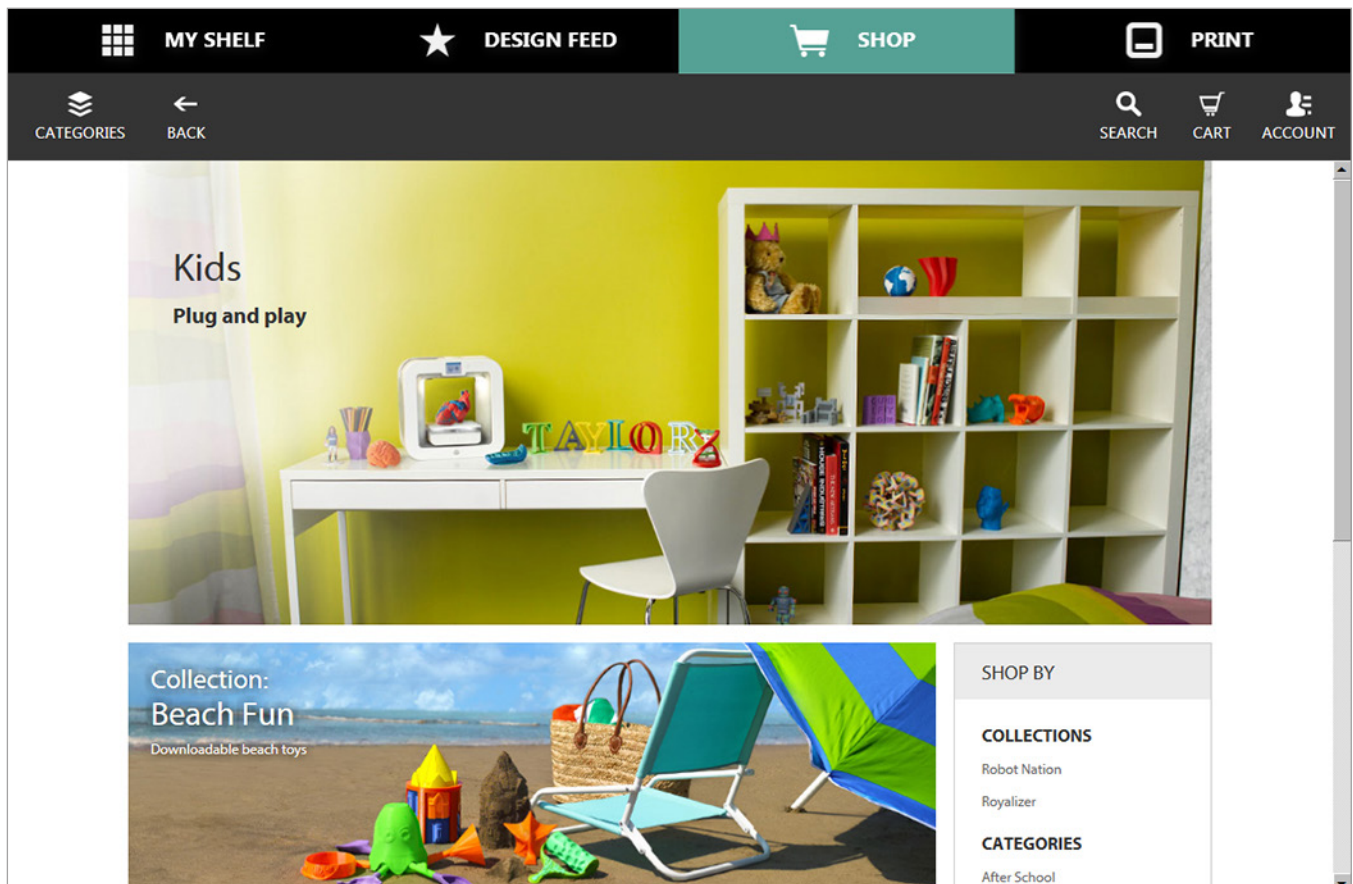 MY SHELF
DESIGN FEED
SHOP
PRINT
CATEGORIES
BACK
SEARCH
CART
ACCOUNT
Kids
Plug and play
TAYLOR
Collection:
Beach Fun
Downloadable beach toys
SHOP BY
COLLECTIONS
Robot Nation
Royalizer
CATEGORIES
After School